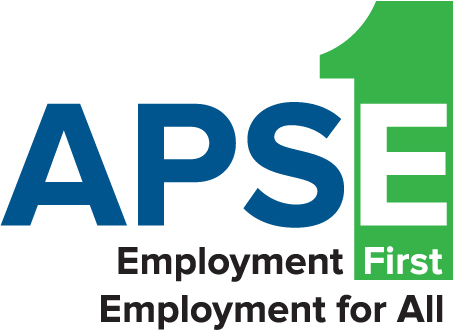 APSE
Employment First
Employment for All